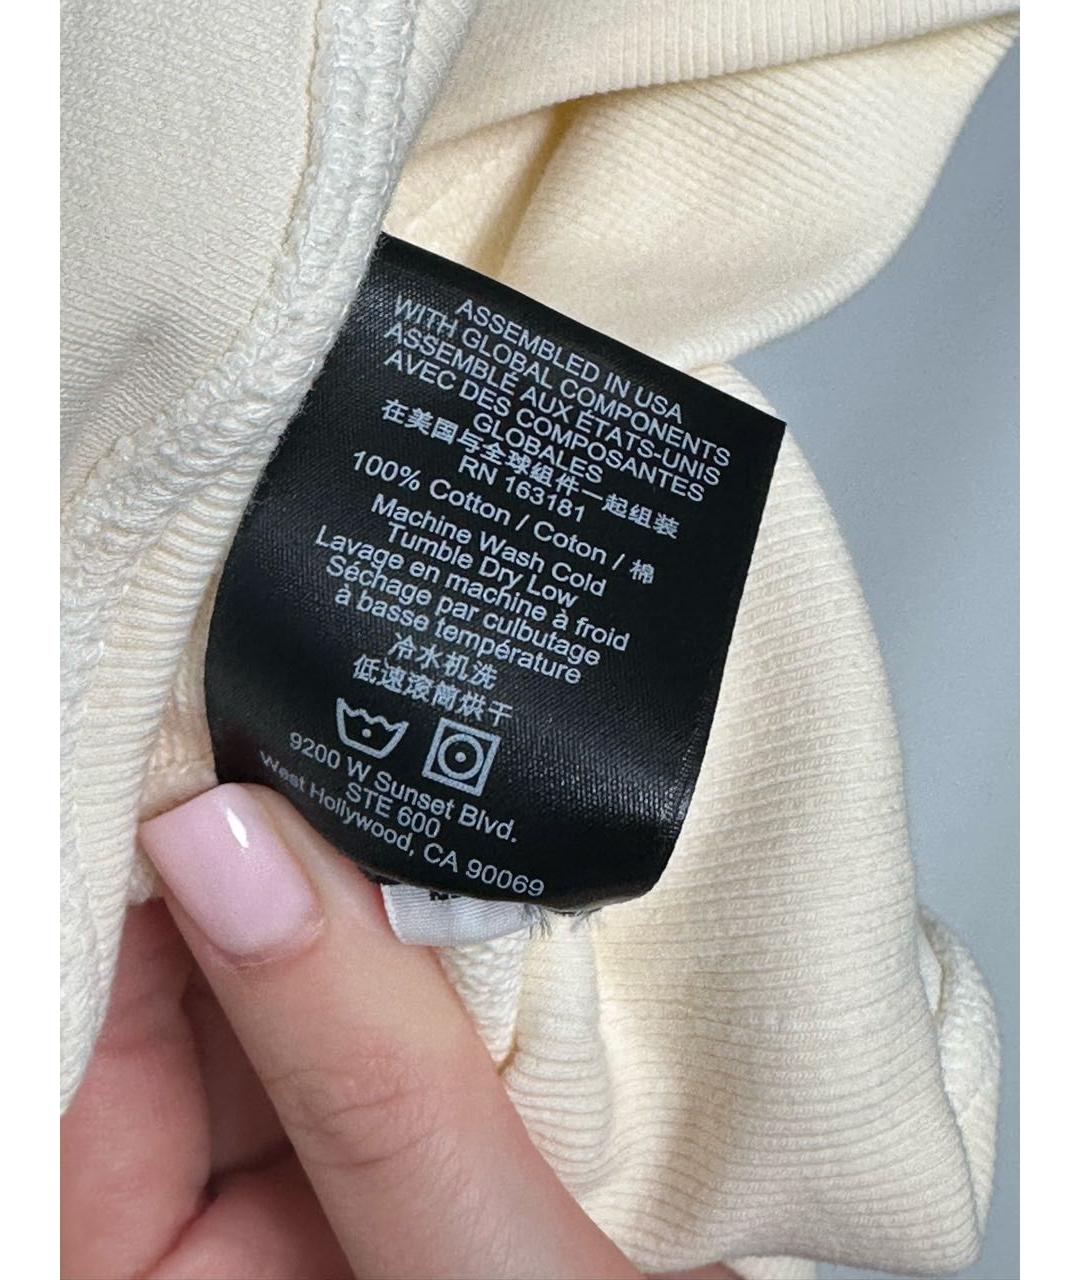 ASSEMBLED IN USA
WITH GLOBAL COMPONENTS
ASSEMBLÉ AUX ÉTATS-UNIS
AVEC DES COMPOSANTES
GLOBALES
在美国与全球组件一起组装
RN 163181
100% Cotton / Coton / 棉
Machine Wash Cold
Tumble Dry Low
Lavage en machine à froid
Séchage par culbutage
à basse température
冷水机洗
低速滚筒烘干
9200 W Sunset Blvd.
STE 600
West Hollywood, CA 90069